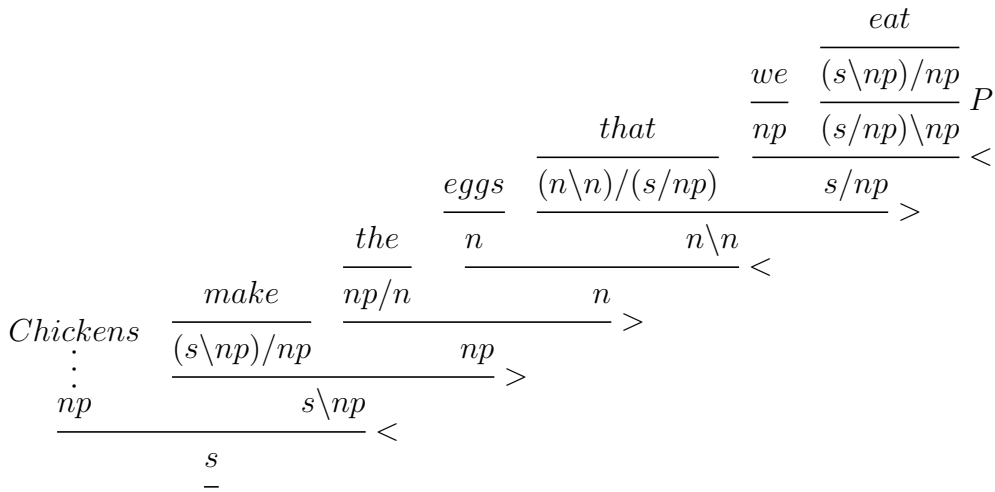 eat
we (s\np)/np P
that np (s/np)\np <
eggs (n\n)/(s/np) s/np >
the n n\n <
make np/n n >
Chickens (s\np)/np np >
np s\np <
s